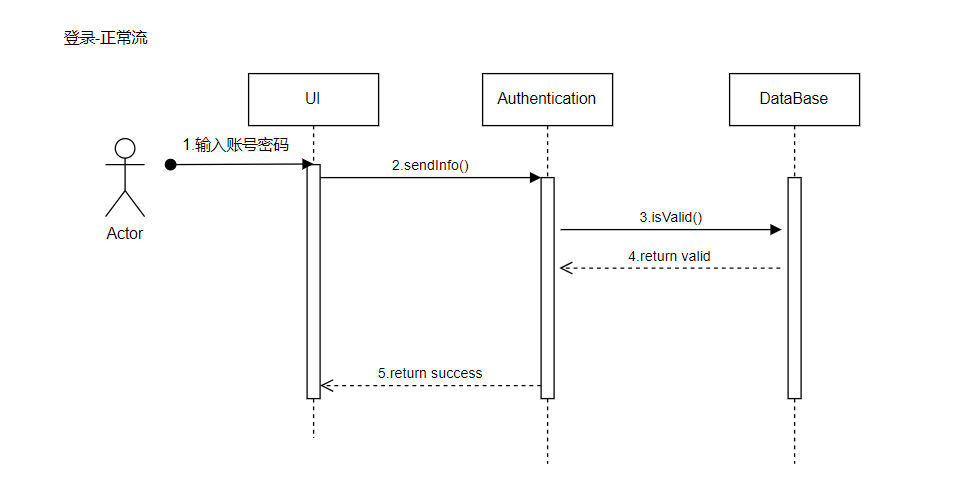 登录-正常流
UI
Authentication
DataBase
1.输入账号密码
2.sendInfo()
3.isValid()
Actor
4.return valid
5.return success